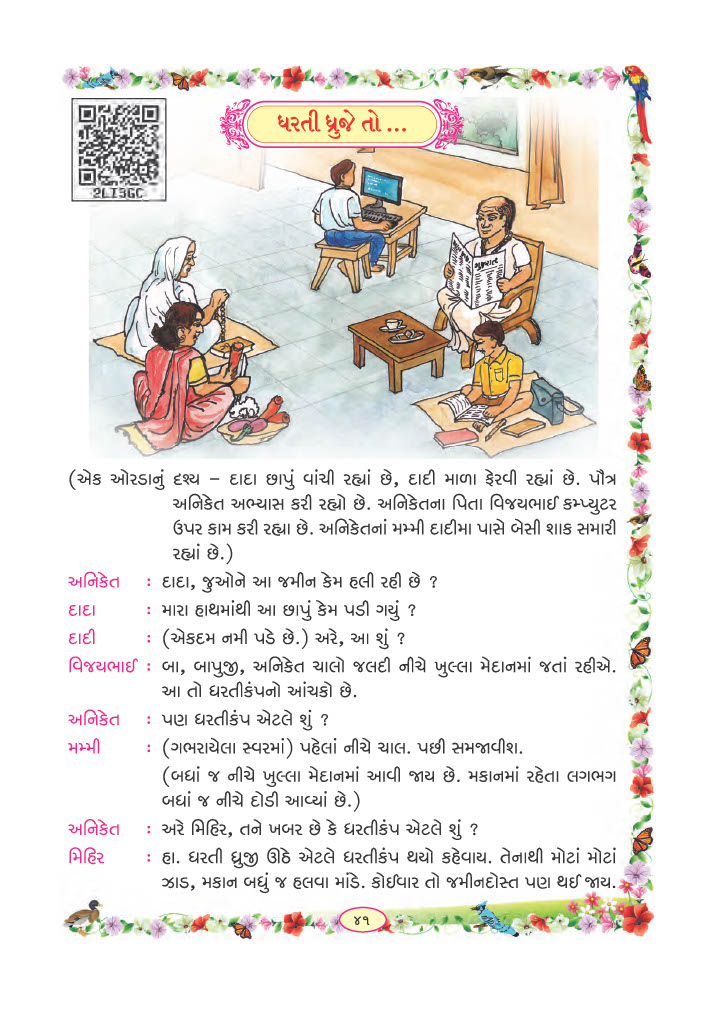 ધરતી ધ્રુજે તો ...
2LI3GC
ગુજરાત
(એક ઓરડાનું દૃશ્ય – દાદા છાપું વાંચી રહ્યાં છે, દાદી માળા ફેરવી રહ્યાં છે. પૌત્ર
અનિકેત અભ્યાસ કરી રહ્યો છે. અનિકેતના પિતા વિજયભાઈ કમ્પ્યુટર
ઉપર કામ કરી રહ્યા છે. અનિકેતનાં મમ્મી દાદીમા પાસે બેસી શાક સમારી
રહ્યાં છે.)
અનિકેત : દાદા, જુઓને આ જમીન કેમ હલી રહી છે ?
દાદા : મારા હાથમાંથી આ છાપું કેમ પડી ગયું ?
દાદી : (એકદમ નમી પડે છે.) અરે, આ શું ?
વિજયભાઈ : બા, બાપુજી, અનિકેત ચાલો જલદી નીચે ખુલ્લા મેદાનમાં જતાં રહીએ.
આ તો ધરતીકંપનો આંચકો છે.
અનિકેત : પણ ધરતીકંપ એટલે શું ?
મમ્મી : (ગભરાયેલા સ્વરમાં) પહેલાં નીચે ચાલ. પછી સમજાવીશ.
(બધાં જ નીચે ખુલ્લા મેદાનમાં આવી જાય છે. મકાનમાં રહેતા લગભગ
બધાં જ નીચે દોડી આવ્યાં છે.)
અનિકેત : અરે મિહિર, તને ખબર છે કે ધરતીકંપ એટલે શું ?
મિહિર : હા. ધરતી ધ્રુજી ઊઠે એટલે ધરતીકંપ થયો કહેવાય. તેનાથી મોટાં મોટાં
ઝાડ, મકાન બધું જ હલવા માંડે. કોઈવાર તો જમીનદોસ્ત પણ થઈ જાય.
૪૧